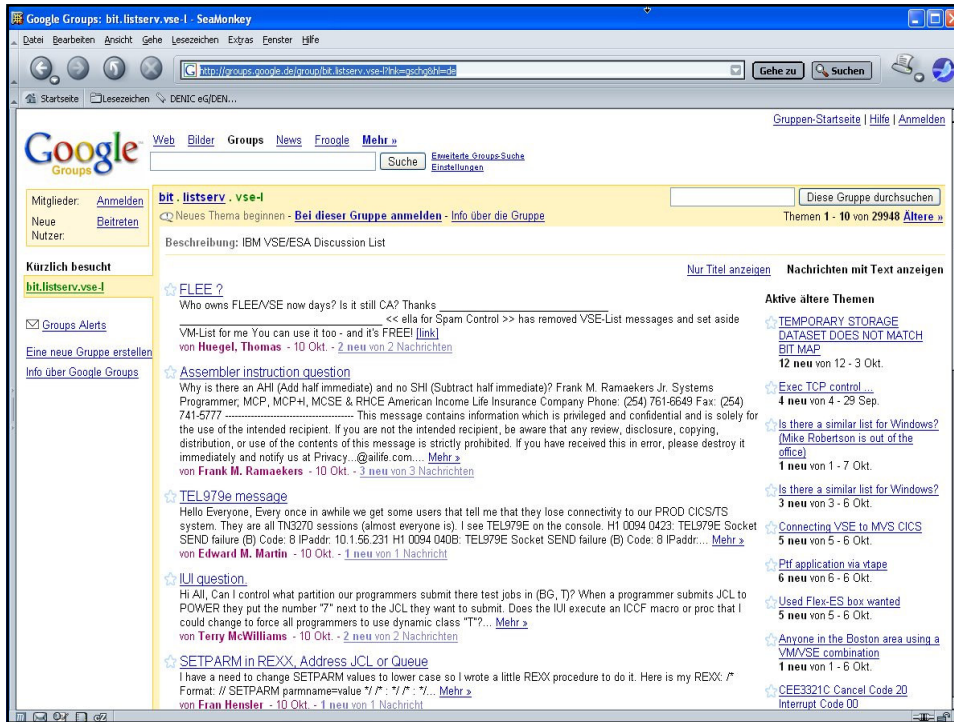 Google Groups: bit.listserv.vse-l - SeaMonkey
Datei Bearbeiten Ansicht Gehe Lesezeichen Extras Fenster Hilfe
http://groups.google.de/group/bit.listserv.vse-l?lnk=gschg&hl=de
Gehe zu Suchen
Startseite Lesezeichen DENIC eG/DEN...
Gruppen-Startseite | Hilfe | Anmelden
Google Groups
Web Bilder Groups News Froogle Mehr »
Suche Erweiterte Groups-Suche
Einstellungen
Mitglieder: Anmelden
Neue Nutzer: Beitreten
Kürzlich besucht
bit.listserv.vse-l
Groups Alerts
Eine neue Gruppe erstellen
Info über Google Groups
bit . listserv . vse-l
Diese Gruppe durchsuchen
Neues Thema beginnen - Bei dieser Gruppe anmelden - Info über die Gruppe
Themen 1 - 10 von 29948 Ältere »
Beschreibung: IBM VSE/ESA Discussion List
Nur Titel anzeigen Nachrichten mit Text anzeigen
FLEE ?
Who owns FLEE/VSE now days? Is it still CA? Thanks ______________________
______________________ << ella for Spam Control >> has removed VSE-List messages and set aside
VM-List for me You can use it too - and it's FREE! [link]
von Huegel, Thomas - 10 Okt. - 2 neu von 2 Nachrichten
Assembler instruction question
Why is there an AHI (Add half immediate) and no SHI (Subtract half immediate)? Frank M. Ramaekers Jr. Systems
Programmer; MCP, MCP+I, MCSE & RHCE American Income Life Insurance Company Phone: (254) 761-6649 Fax: (254)
741-5777 ------------------------------------ This message contains information which is privileged and confidential and is solely for
the use of the intended recipient. If you are not the intended recipient, be aware that any review, disclosure, copying,
distribution, or use of the contents of this message is strictly prohibited. If you have received this in error, please destroy it
immediately and notify us at Privacy...@ailife.com.... Mehr »
von Frank M. Ramaekers - 10 Okt. - 3 neu von 3 Nachrichten
TEL979e message
Hello Everyone, Every once in awhile we get some users that tell me that they lose connectivity to our PROD CICS/TS
system. They are all TN3270 sessions (almost everyone is). I see TEL979E on the console. H1 0094 0423: TEL979E Socket
SEND failure (B) Code: 8 IPaddr: 10.1.56.231 H1 0094 040B: TEL979E Socket SEND failure (B) Code: 8 IPaddr:... Mehr »
von Edward M. Martin - 10 Okt. - 1 neu von 1 Nachricht
IUI question.
Hi All, Can I control what partition our programmers submit there test jobs in (BG, T)? When a programmer submits JCL to
POWER they put the number "7" next to the JCL they want to submit. Does the IUI execute an ICCF macro or proc that I
could change to force all programmers to use dynamic class "T"?... Mehr »
von Terry McWilliams - 10 Okt. - 2 neu von 2 Nachrichten
SETPARM in REXX, Address JCL or Queue
I have a need to change SETPARM values to lower case so I wrote a little REXX procedure to do it. Here is my REXX: /*
Format: // SETPARM parmname=value */ /* : */ /* : */... Mehr »
von Fran Hensler - 10 Okt. - 1 neu von 1 Nachricht
Aktive ältere Themen
TEMPORARY STORAGE
DATASET DOES NOT MATCH
BIT MAP
12 neu von 12 - 3 Okt.
Exec TCP control ...
4 neu von 4 - 29 Sep.
Is there a similar list for Windows?
(Mike Robertson is out of the
office)
1 neu von 1 - 7 Okt.
Is there a similar list for Windows?
3 neu von 3 - 6 Okt.
Connecting VSE to MVS CICS
5 neu von 5 - 6 Okt.
Ptf application via vtape
6 neu von 6 - 6 Okt.
Used Flex-ES box wanted
5 neu von 5 - 6 Okt.
Anyone in the Boston area using a
VM/VSE combination
1 neu von 1 - 6 Okt.
CEE3321C Cancel Code 20
Interrupt Code 00